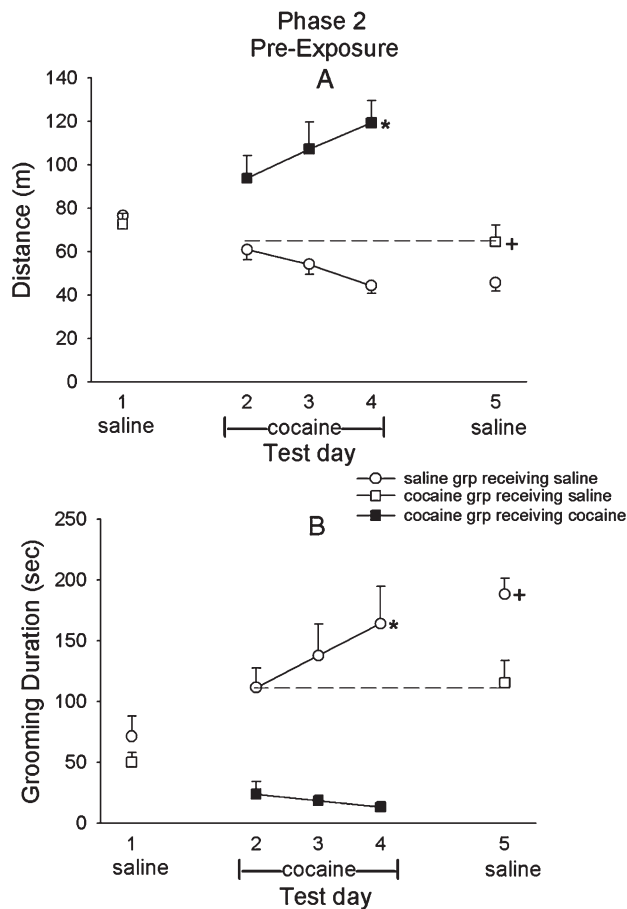 Phase 2
Pre-Exposure
A
Distance (m)
140
120
100
80
60
40
20
0
*
+
1 2 3 4 5
saline cocaine saline
Test day
saline grp receiving saline
cocaine grp receiving saline
cocaine grp receiving cocaine
B
Grooming Duration (sec)
250
200
150
100
50
0
*
+
1 2 3 4 5
saline cocaine saline
Test day